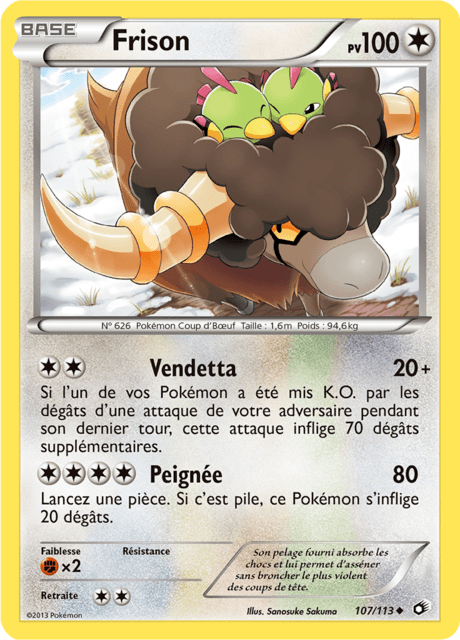 BASE
Frison
PV100
N° 626 Pokémon Coup d'Bœuf Taille : 1,6m Poids : 94,6kg
Vendetta 20+
Si l'un de vos Pokémon a été mis K.O. par les
dégâts d'une attaque de votre adversaire pendant
son dernier tour, cette attaque inflige 70 dégâts
supplémentaires.
Peignée 80
Lancez une pièce. Si c'est pile, ce Pokémon s'inflige
20 dégâts.
Faiblesse Résistance
×2
Retraite
Son pelage fourni absorbe les
chocs et lui permet d'asséner
sans broncher le plus violent
des coups de tête.
©2013 Pokémon
Illus. Sanosuke Sakuma 107/113